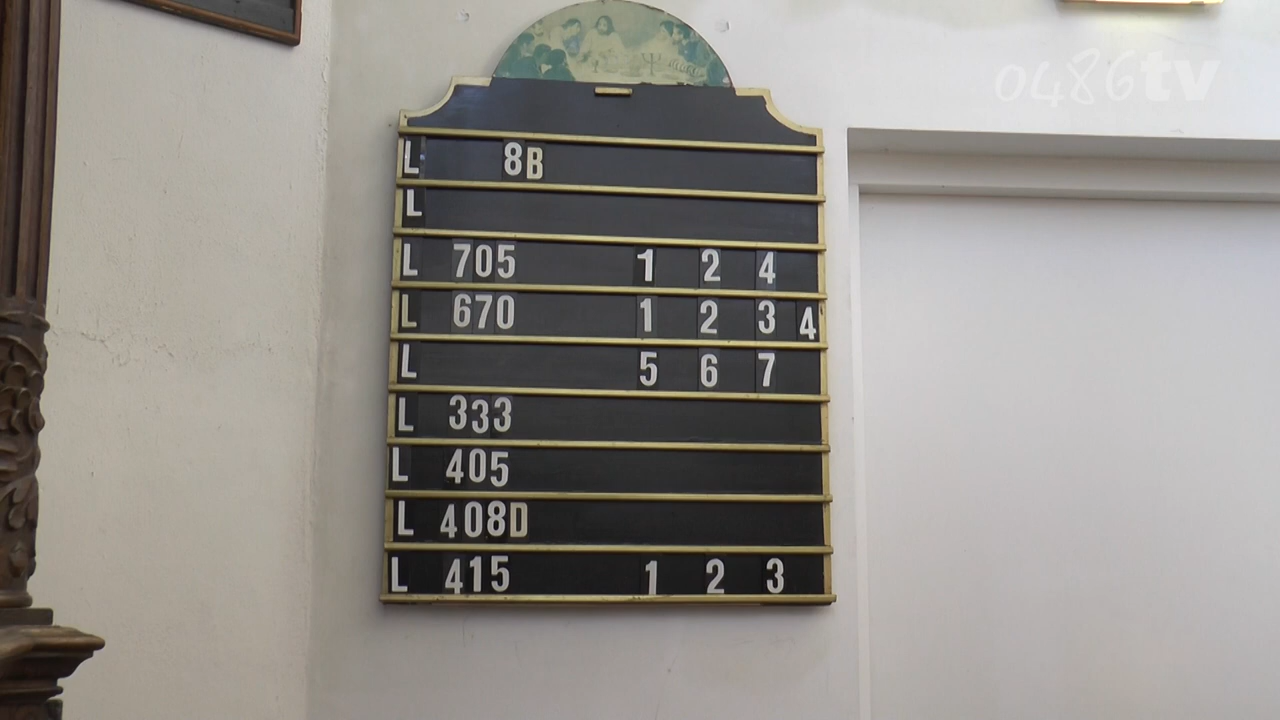 0486tv
L 8B
L
L 705 1 2 4
L 670 1 2 3 4
L 5 6 7
L 333
L 405
L 408D
L 415 1 2 3